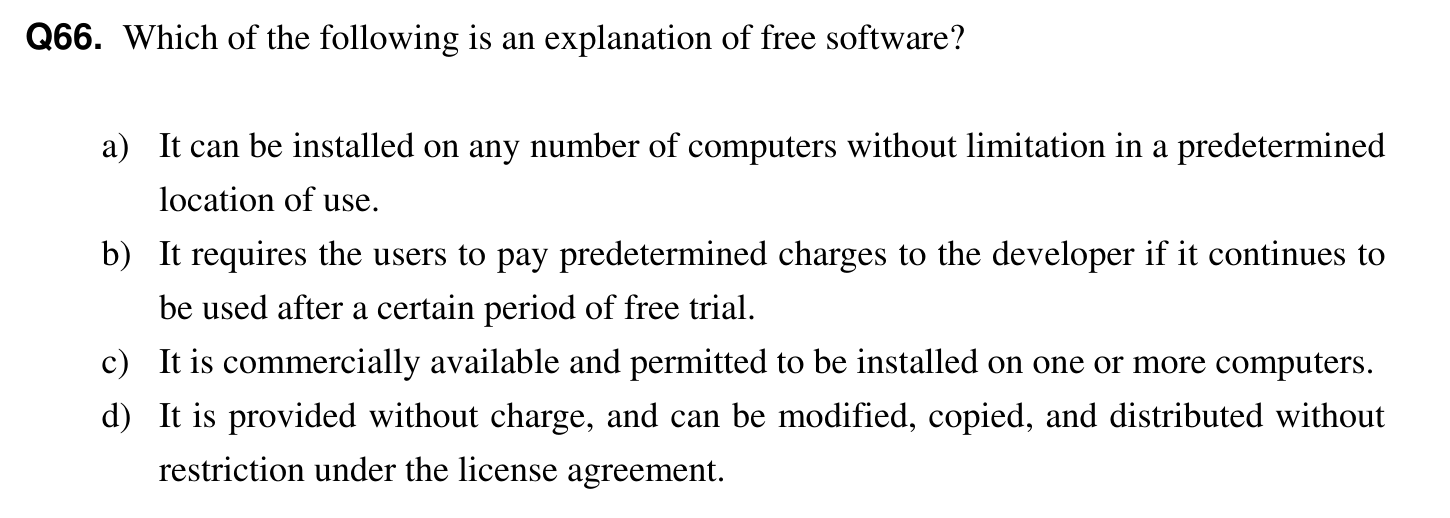 Q66. Which of the following is an explanation of free software?
a) It can be installed on any number of computers without limitation in a predetermined
location of use.
b) It requires the users to pay predetermined charges to the developer if it continues to
be used after a certain period of free trial.
c) It is commercially available and permitted to be installed on one or more computers.
d) It is provided without charge, and can be modified, copied, and distributed without
restriction under the license agreement.